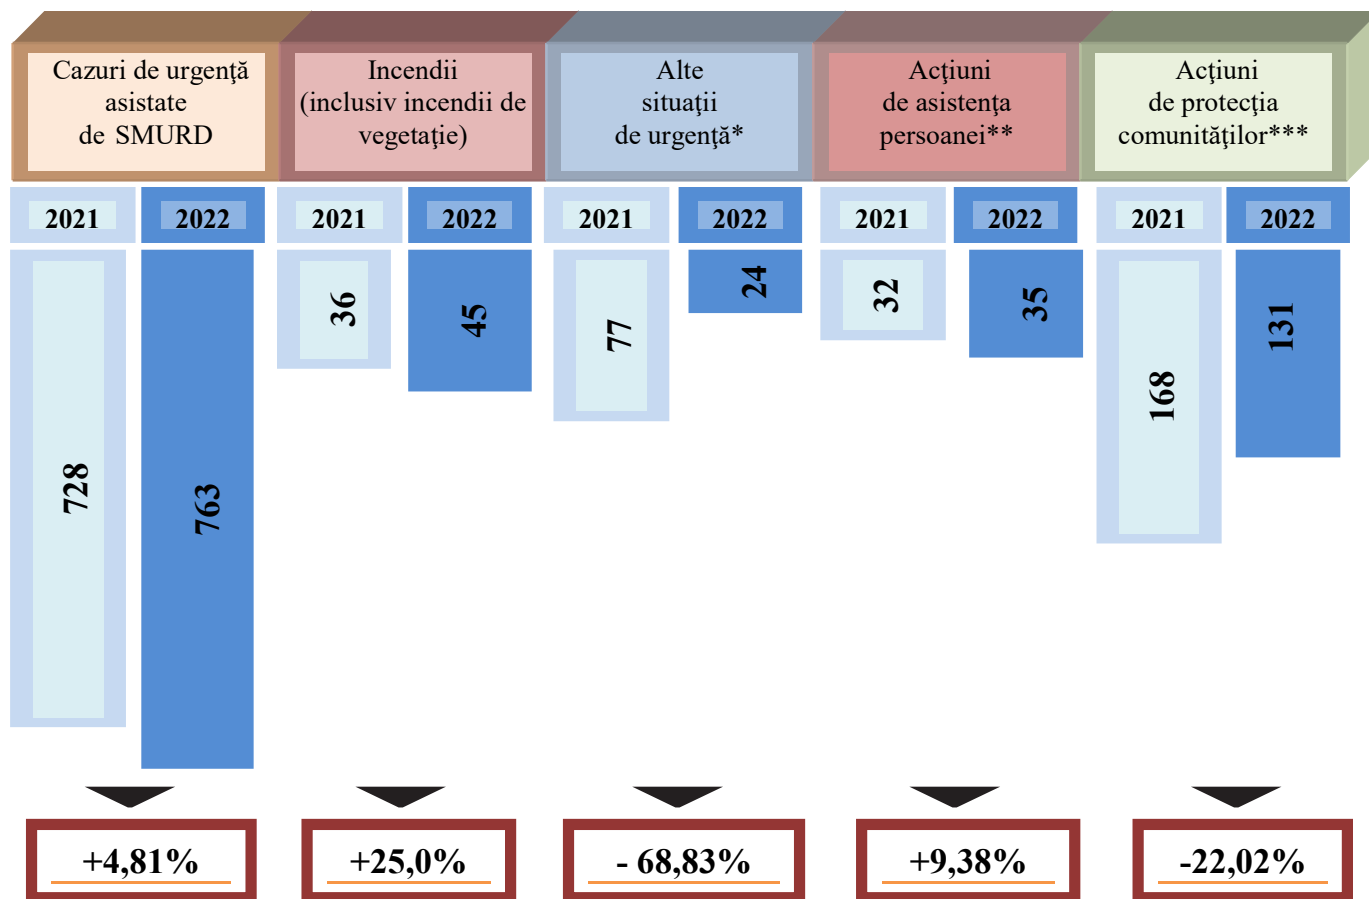 Cazuri de urgenţă
asistate
de SMURD
Incendii
(inclusiv incendii de
vegetaţie)
Alte
situaţii
de urgenţă*
Acţiuni
de asistenţa
persoanei**
Acţiuni
de protecţia
comunităţilor***
2021
2022
2021
2022
2021
2022
2021
2022
2021
2022
728
763
36
45
77
24
32
35
168
131
+4,81%
+25,0%
- 68,83%
+9,38%
-22,02%